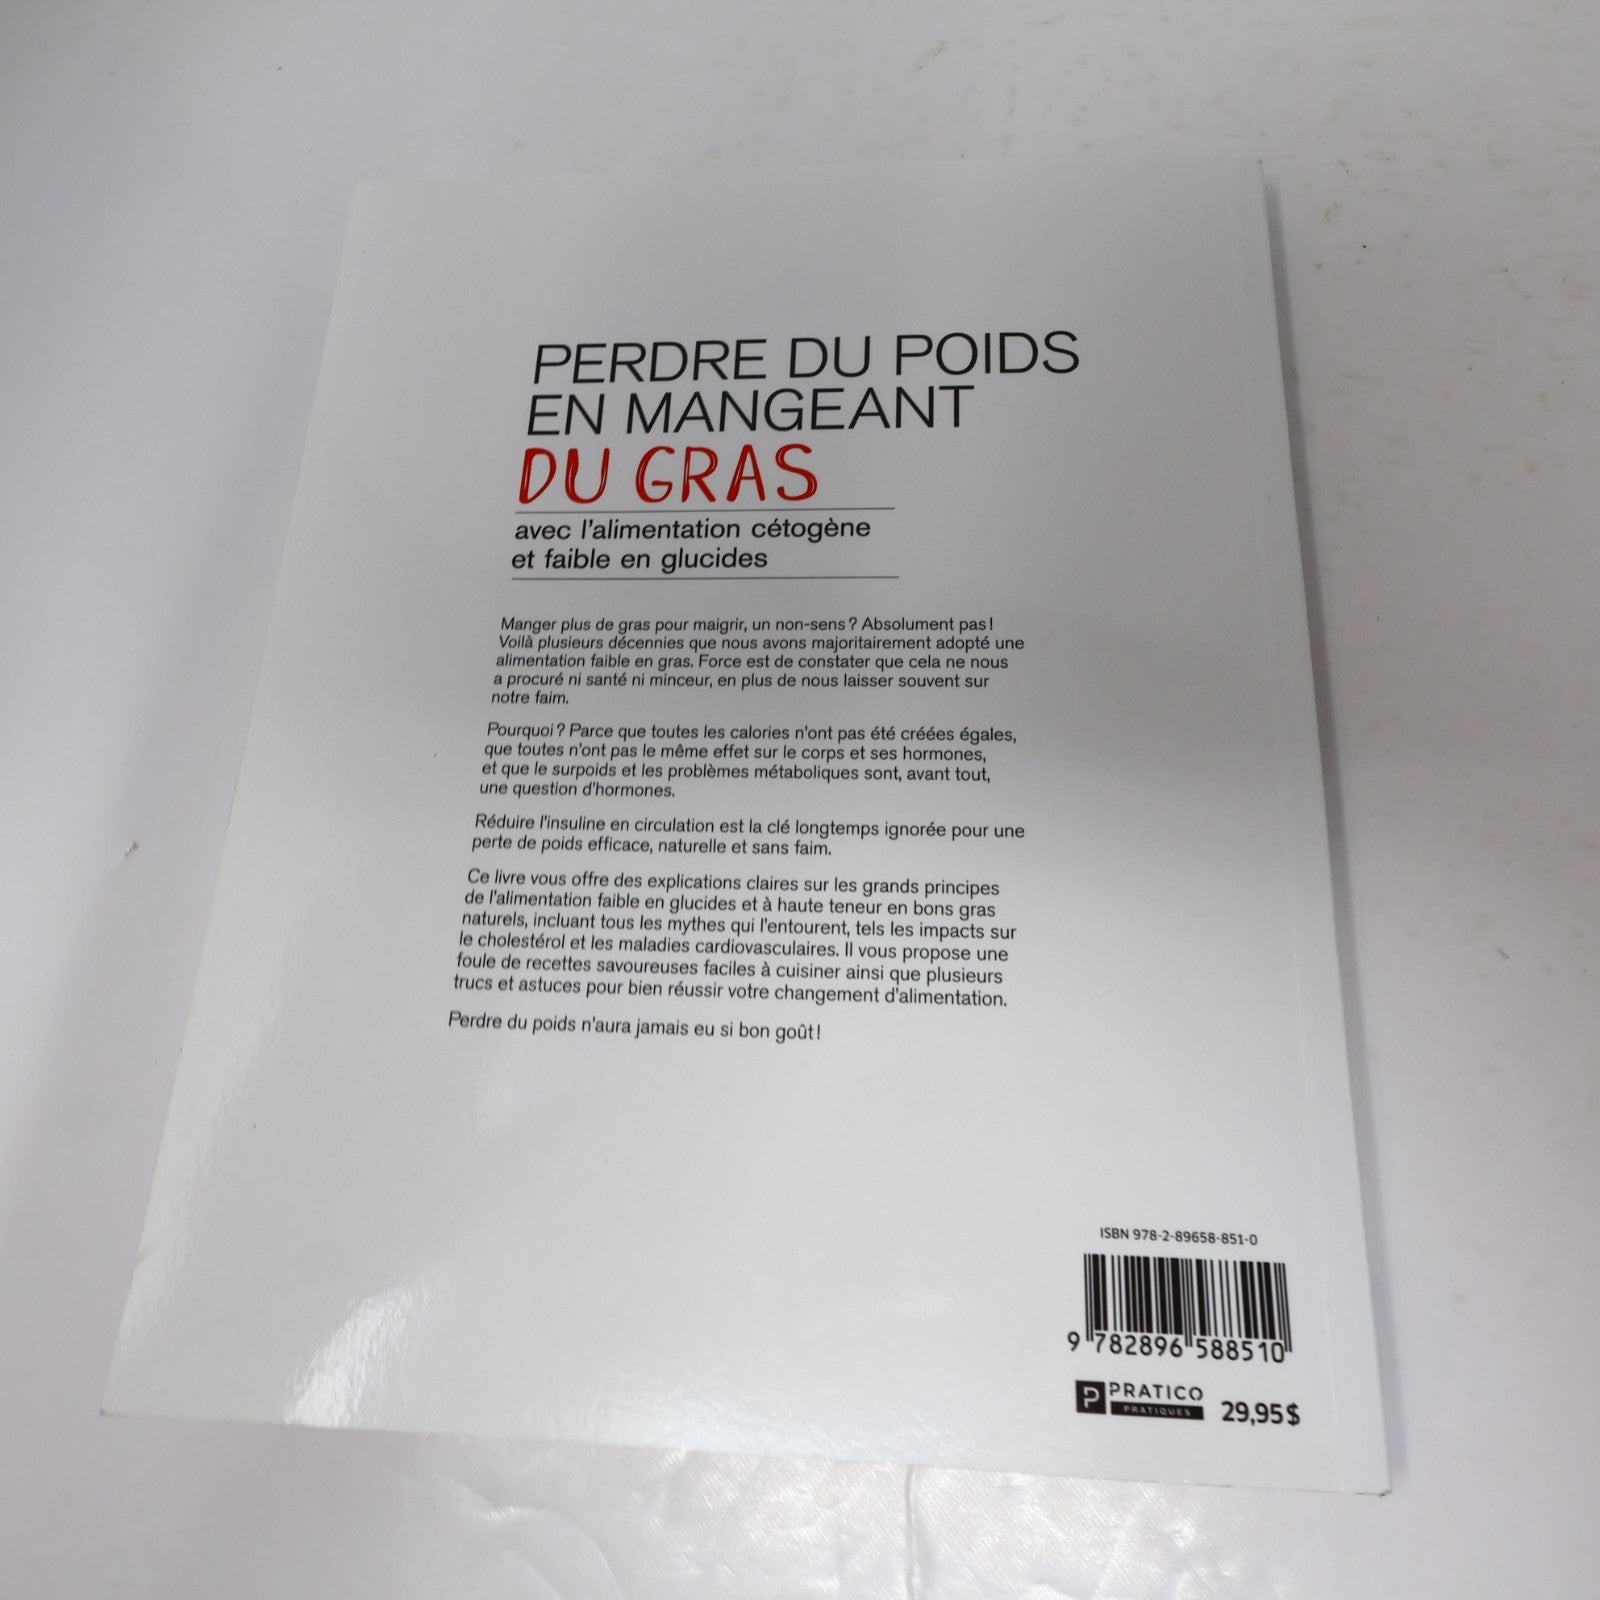 PERDRE DU POIDS
EN MANGEANT
DU GRAS
avec l'alimentation cétogène
et faible en glucides
Manger plus de gras pour maigrir, un non-sens ? Absolument pas !
Voilà plusieurs décennies que nous avons majoritairement adopté une
alimentation faible en gras. Force est de constater que cela ne nous
a procuré ni santé ni minceur, en plus de nous laisser souvent sur
notre faim.
Pourquoi ? Parce que toutes les calories n'ont pas été créées égales,
que toutes n'ont pas le même effet sur le corps et ses hormones,
et que le surpoids et les problèmes métaboliques sont, avant tout,
une question d'hormones.
Réduire l'insuline en circulation est la clé longtemps ignorée pour une
perte de poids efficace, naturelle et sans faim.
Ce livre vous offre des explications claires sur les grands principes
de l'alimentation faible en glucides et à haute teneur en bons gras
naturels, incluant tous les mythes qui l'entourent, tels les impacts sur
le cholestérol et les maladies cardiovasculaires. Il vous propose une
foule de recettes savoureuses faciles à cuisiner ainsi que plusieurs
trucs et astuces pour bien réussir votre changement d'alimentation.
Perdre du poids n'aura jamais eu si bon goût !
ISBN 978-2-89658-851-0
9 782896 588510
PRATICO
PRATIQUES
29,95 $